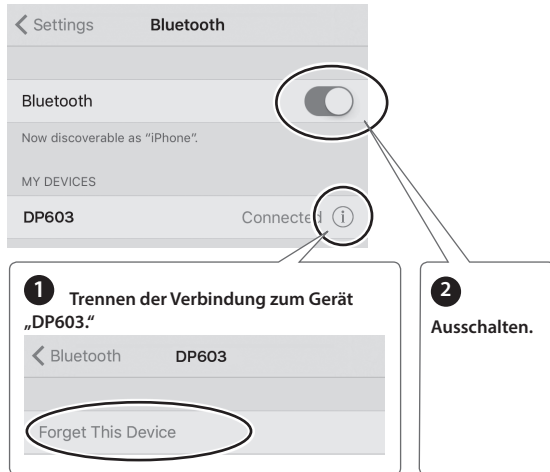 Settings Bluetooth
Bluetooth
Now discoverable as “iPhone”.
MY DEVICES
DP603 Connected i
1 Trennen der Verbindung zum Gerät
„DP603.“
Bluetooth DP603
Forget This Device
2
Ausschalten.